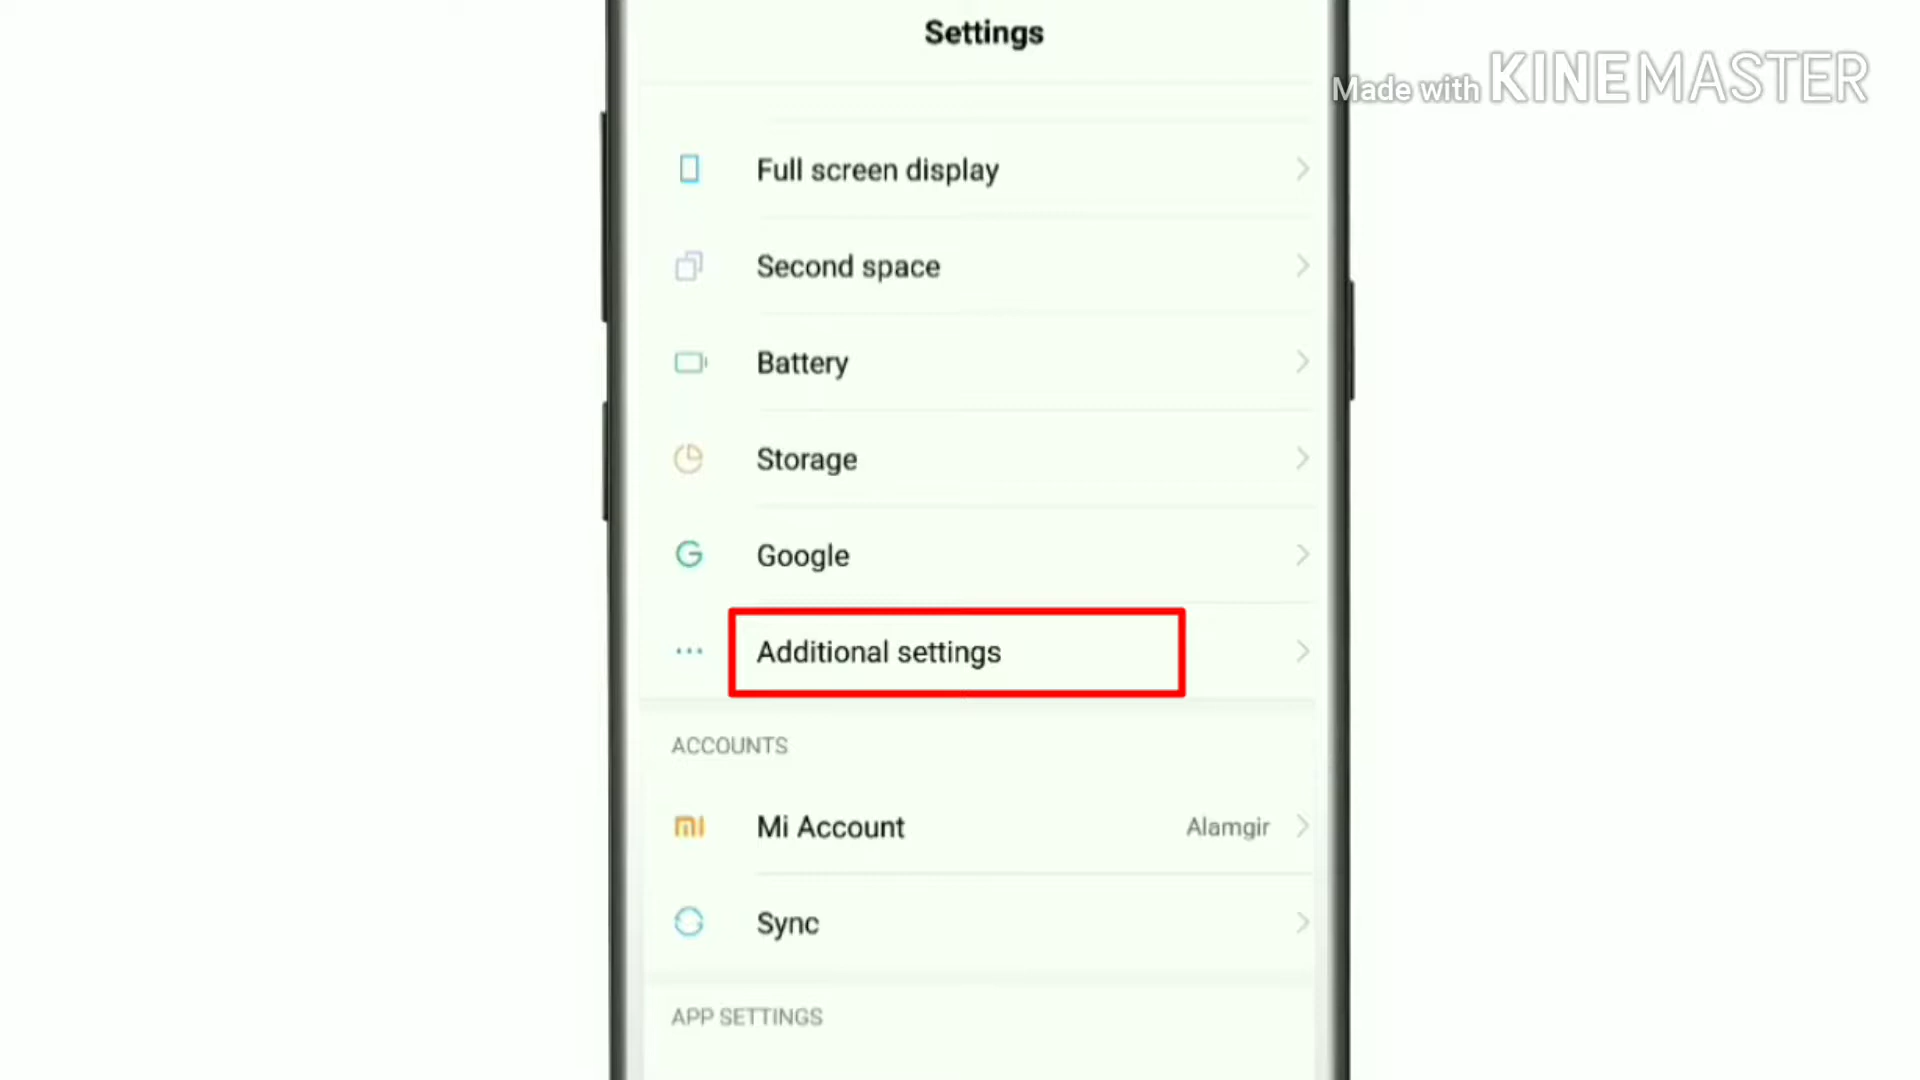 Settings
Made with KINEMASTER
Full screen display
Second space
Battery
Storage
Google
Additional settings
ACCOUNTS
Mi Account Alamgir
Sync
APP SETTINGS